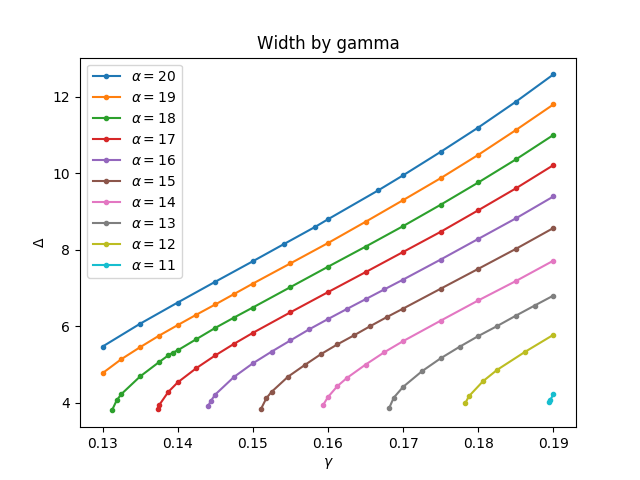 Width by gamma
α = 20
α = 19
α = 18
α = 17
α = 16
α = 15
α = 14
α = 13
α = 12
α = 11
12
10
8
6
4
Δ
0.13 0.14 0.15 0.16 0.17 0.18 0.19
γ